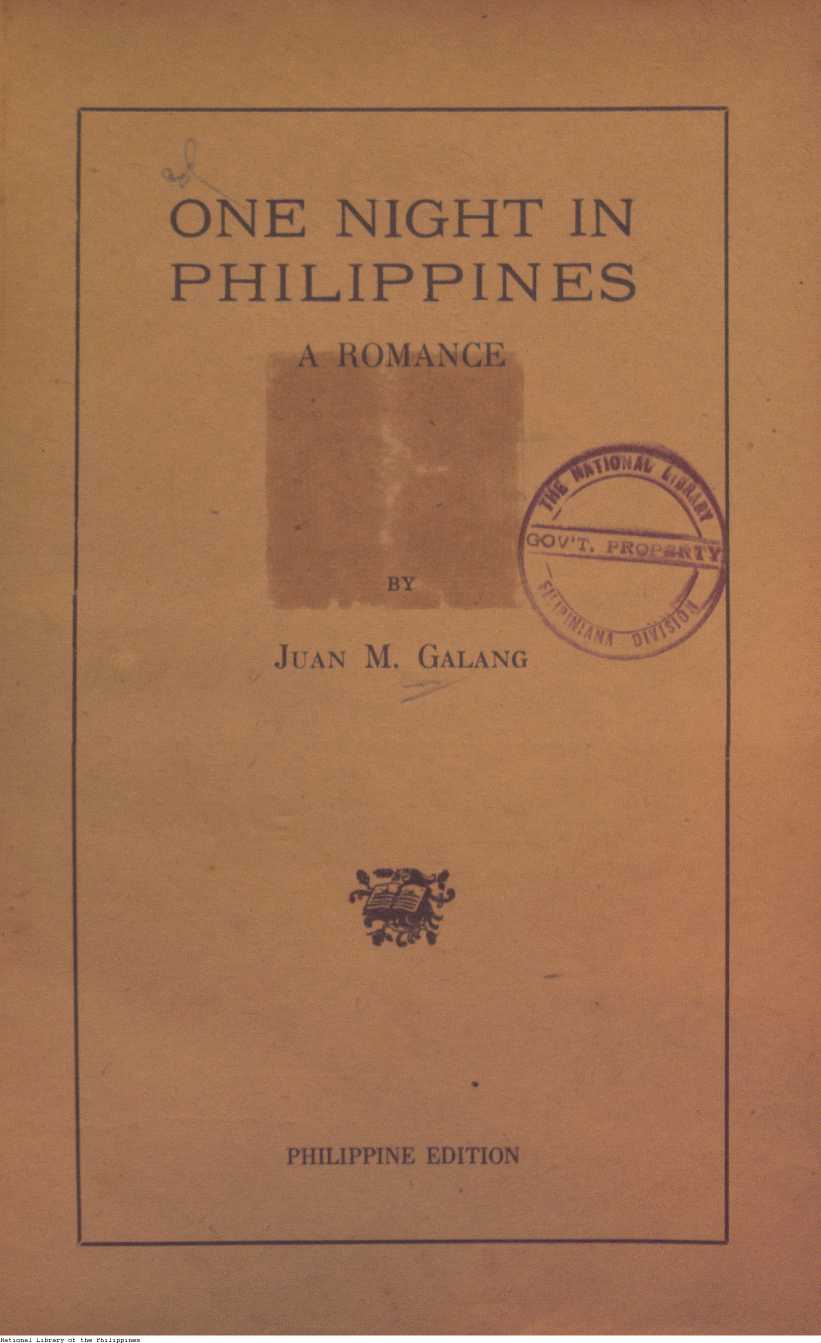 ONE NIGHT IN
PHILIPPINES
A ROMANCE
THE NATIONAL LIBRARY
GOV'T. PROPERTY
FILIPINIANA DIVISION
BY
JUAN M. GALANG
PHILIPPINE EDITION
National Library of the Philippines